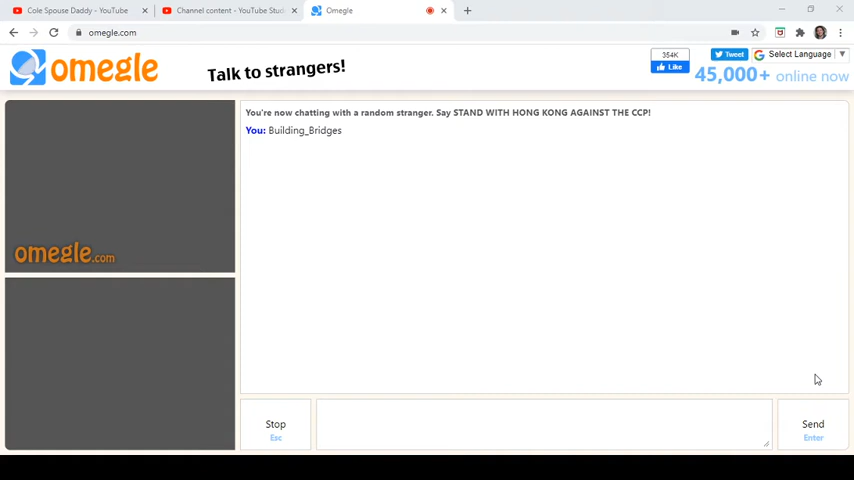 Cole Spouse Daddy - YouTube
Channel content - YouTube Stud
Omegle
omegle.com
omegle
Talk to strangers!
354K
Like
Tweet
G Select Language
45,000+ online now
You're now chatting with a random stranger. Say STAND WITH HONG KONG AGAINST THE CCP!
You: Building_Bridges
omegle.com
Stop
Esc
Send
Enter